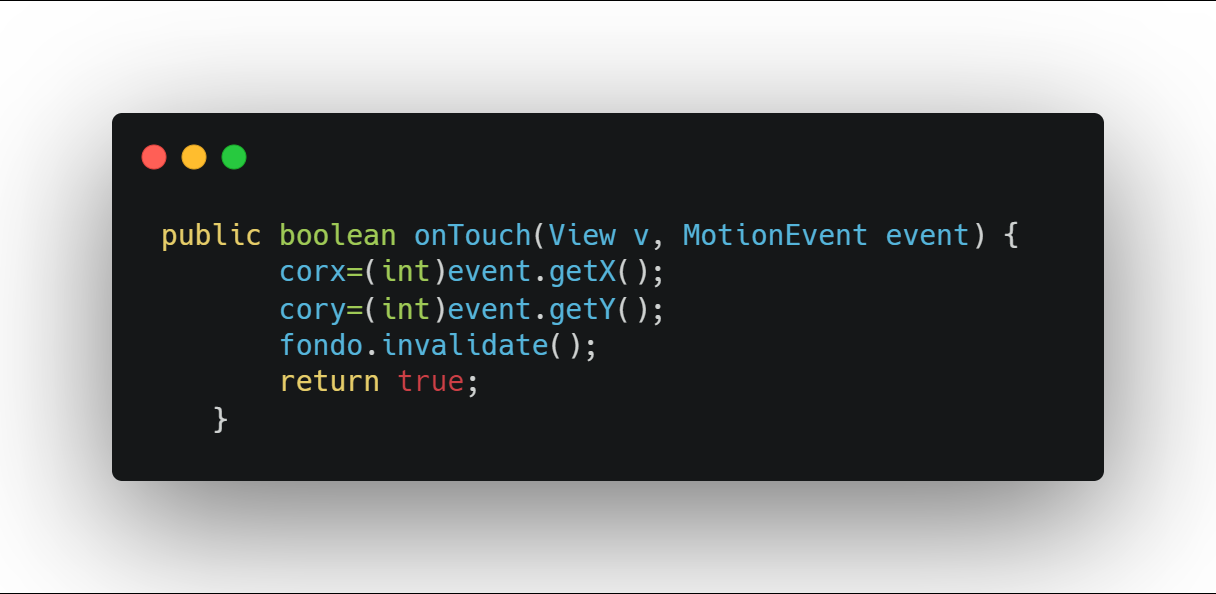 public boolean onTouch(View v, MotionEvent event) {
       corx=(int)event.getX();
       cory=(int)event.getY();
       fondo.invalidate();
       return true;
   }